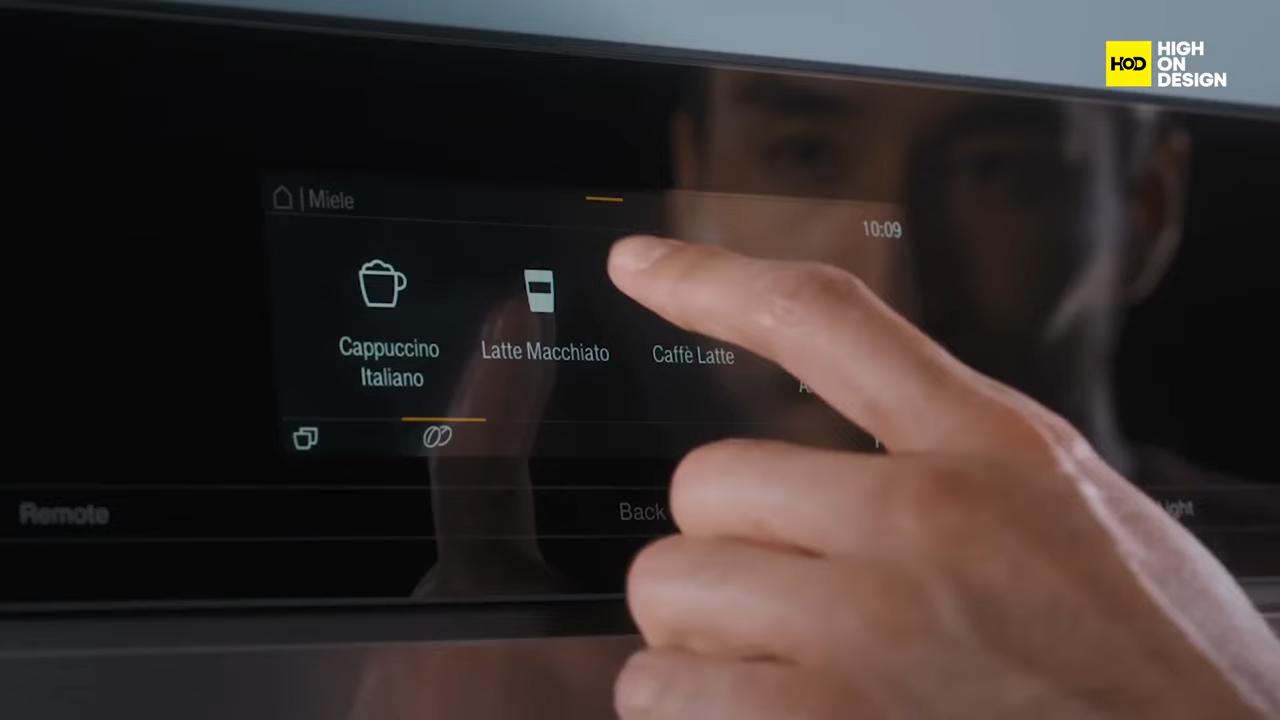 HOD
HIGH
ON
DESIGN
| Miele
10:09
Cappuccino
Italiano
Latte Macchiato
Caffè Latte
Remote
Back